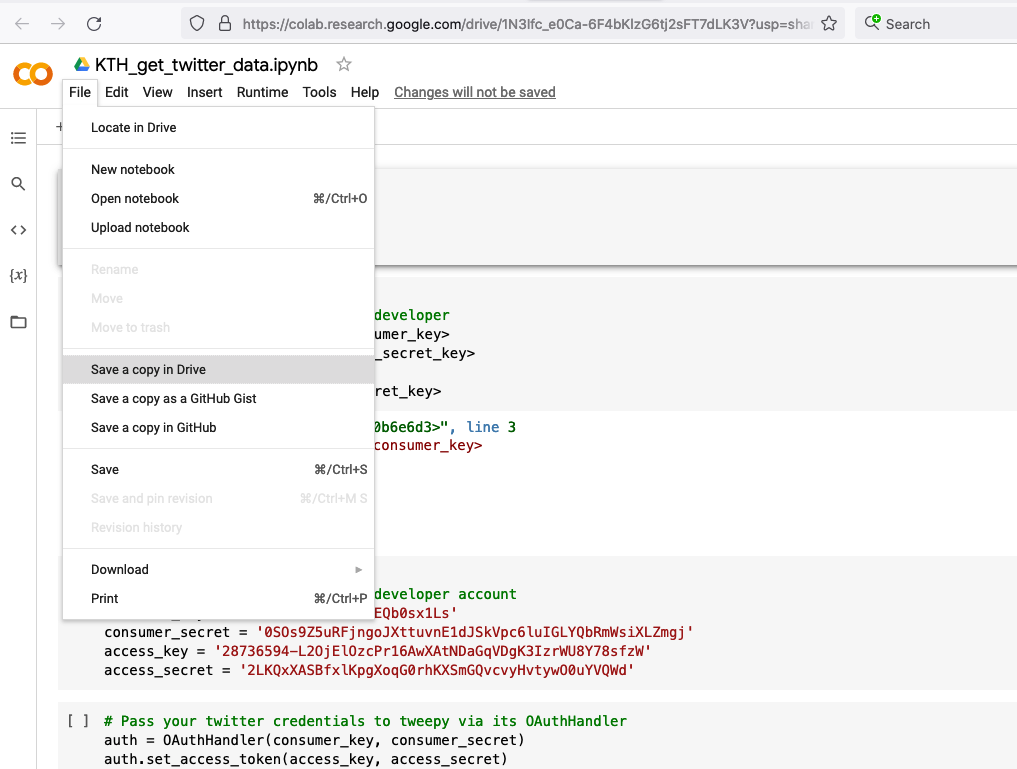 https://colab.research.google.com/drive/1N3lfc_e0Ca-6F4bKlzG6tj2sFT7dLK3V?usp=sha
Search
KTH_get_twitter_data.ipynb
File Edit View Insert Runtime Tools Help Changes will not be saved
+
Locate in Drive
New notebook
Open notebook ⌘/Ctrl+O
Upload notebook
Rename
Move
developer
Move to trash
umer_key>
_secret_key>
Save a copy in Drive
ret_key>
Save a copy as a GitHub Gist
Save a copy in GitHub
0b6e6d3>", line 3
consumer_key>
Save ⌘/Ctrl+S
Save and pin revision ⌘/Ctrl+M S
Revision history
Download
Print ⌘/Ctrl+P
developer account
EQb0sx1Ls'
consumer_secret = '0SOs9Z5uRFjngoJXttuvnE1dJSkVpc6luIGLYQbRmWsiXLZmgj'
access_key = '28736594-L2OjElOzcPr16AwXAtNDaGqVDgK3IzrWU8Y78sfzW'
access_secret = '2LKQxXASBfxlKpgXoqG0rhKXSmGQvcvyHvtywO0uYVQWd'
[ ] # Pass your twitter credentials to tweepy via its OAuthHandler
auth = OAuthHandler(consumer_key, consumer_secret)
auth.set_access_token(access_key, access_secret)